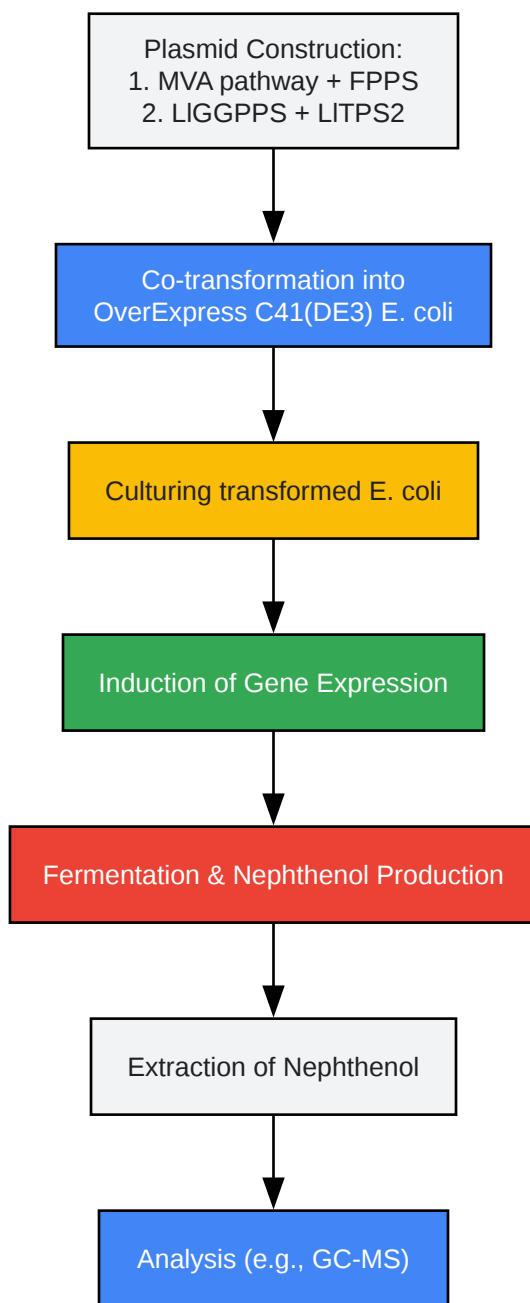 Plasmid Construction:
1. MVA pathway + FPPS
2. LlGGPPS + LlTPS2
Co-transformation into
OverExpress C41(DE3) E. coli
Culturing transformed E. coli
Induction of Gene Expression
Fermentation & Nephthenol Production
Extraction of Nephthenol
Analysis (e.g., GC-MS)